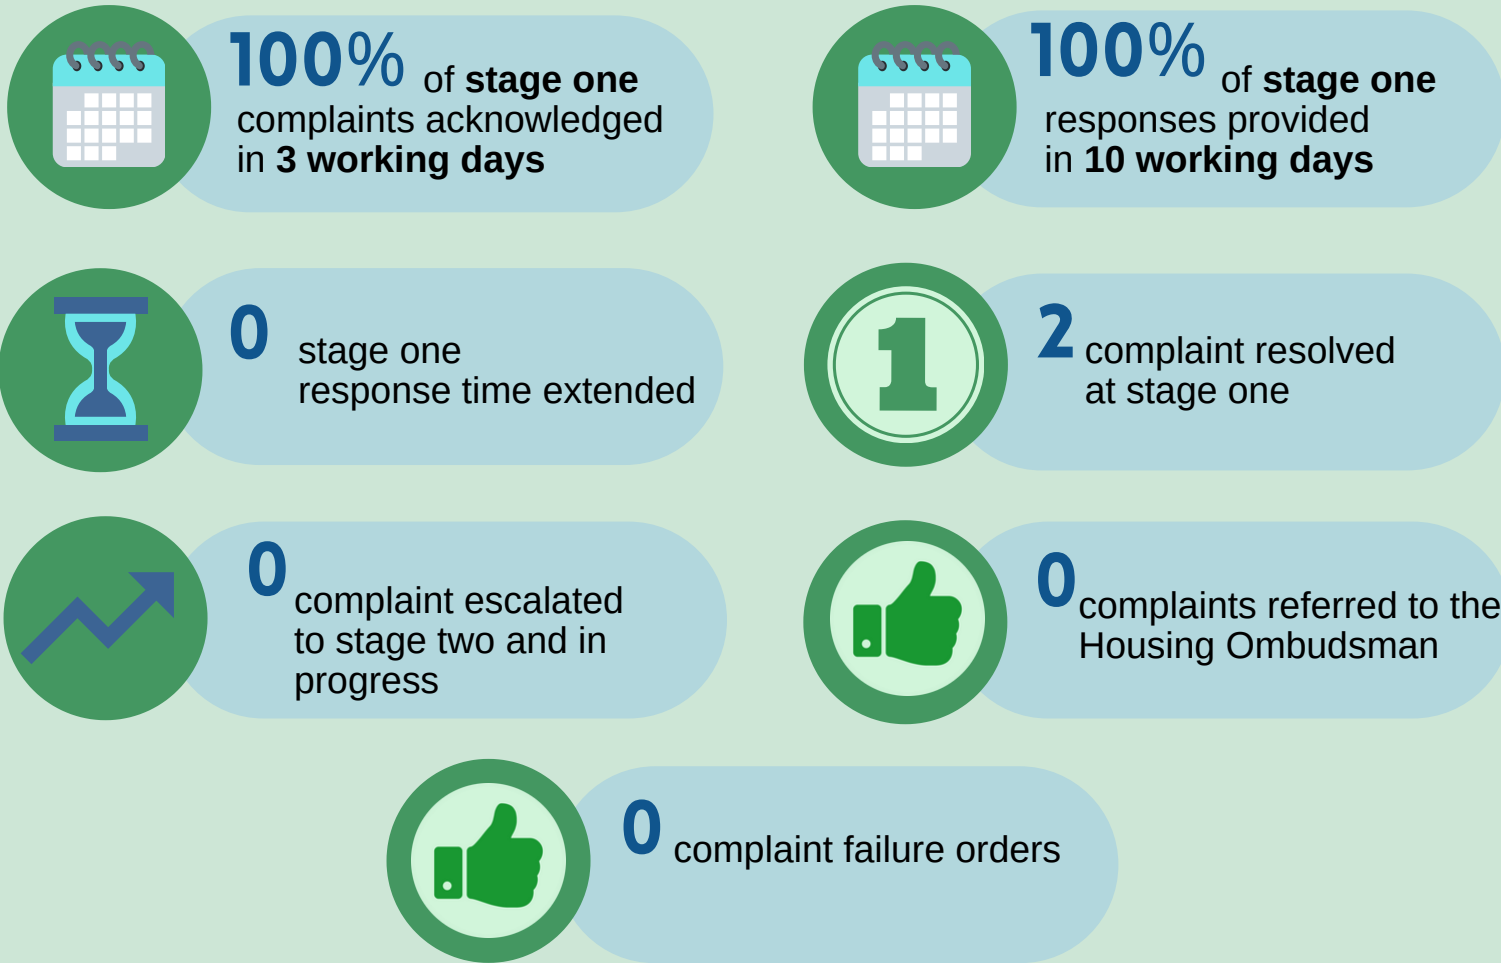 100% of stage one
complaints acknowledged
in 3 working days
100% of stage one
responses provided
in 10 working days
0 stage one
response time extended
1
2 complaint resolved
at stage one
0 complaint escalated
to stage two and in
progress
0 complaints referred to the
Housing Ombudsman
0 complaint failure orders